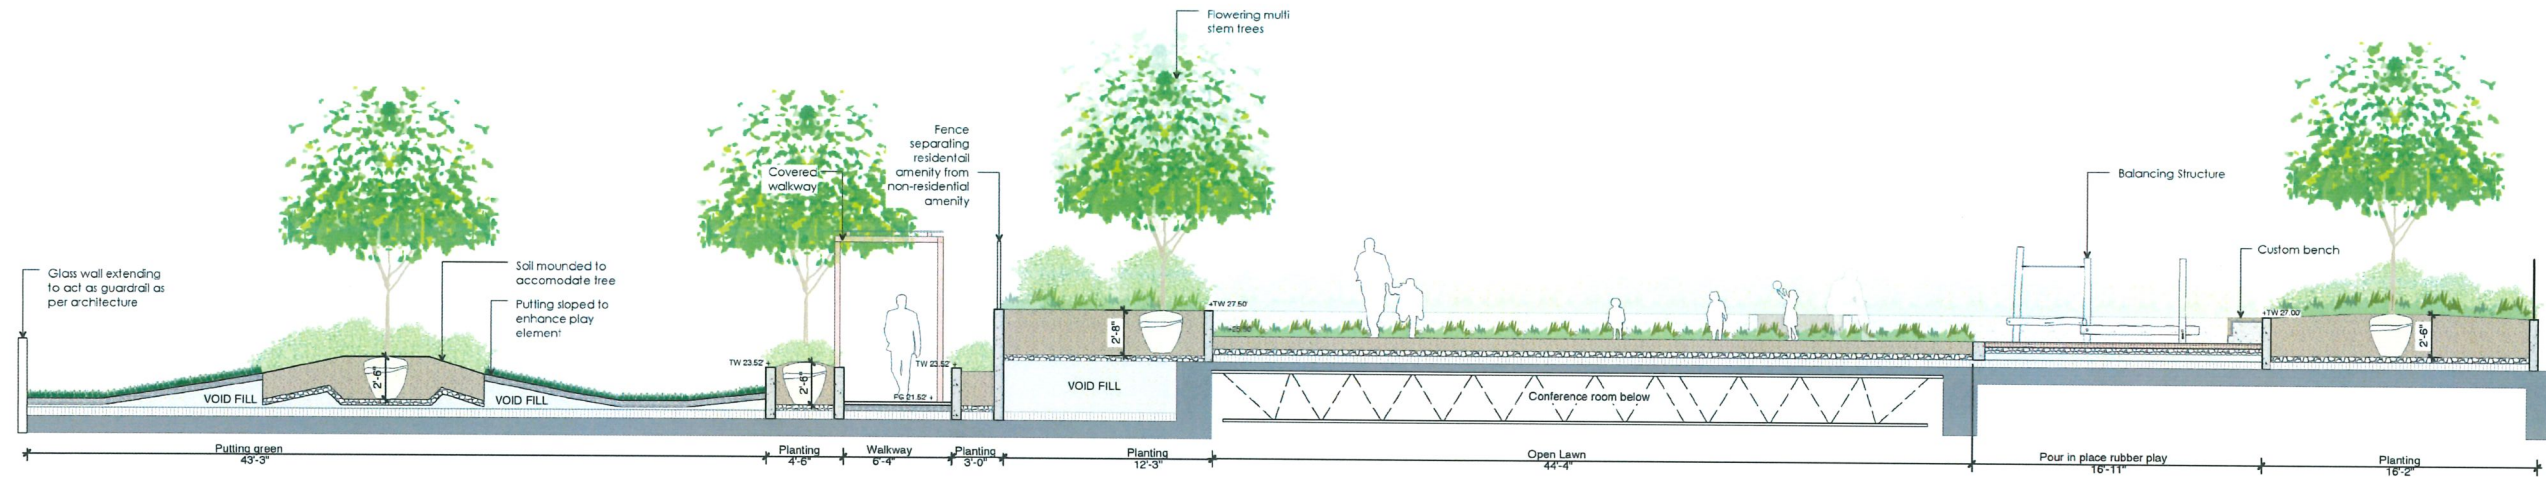 Flowering multi
stem trees
Fence
separating
residentail
amenity from
non-residential
amenity
Covered
walkway
Balancing Structure
Custom bench
Glass wall extending
to act as guardrail as
per architecture
Soil mounded to
accomodate tree
Putting sloped to
enhance play
element
+TW 27.50'
+TW 27.00'
2'-8"
2'-6"
TW 23.52' +
TW 23.52' +
2'-6"
2'-6"
VOID FILL
VOID FILL
VOID FILL
FG 21.52' +
Conference room below
Putting green
43'-3"
Planting
4'-6"
Walkway
6'-4"
Planting
3'-0"
Planting
12'-3"
Open Lawn
44'-4"
Pour in place rubber play
16'-11"
Planting
16'-2"